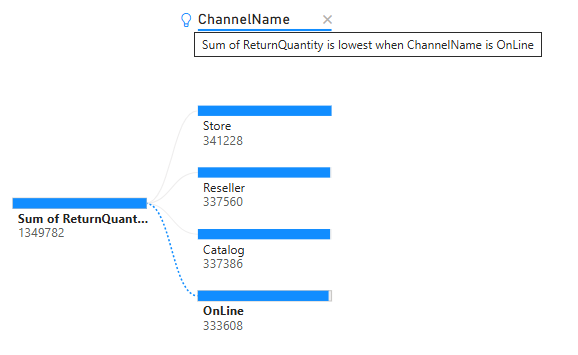 ChannelName
Sum of ReturnQuantity is lowest when ChannelName is OnLine
Store
341228
Reseller
337560
Sum of ReturnQuant...
1349782
Catalog
337386
OnLine
333608